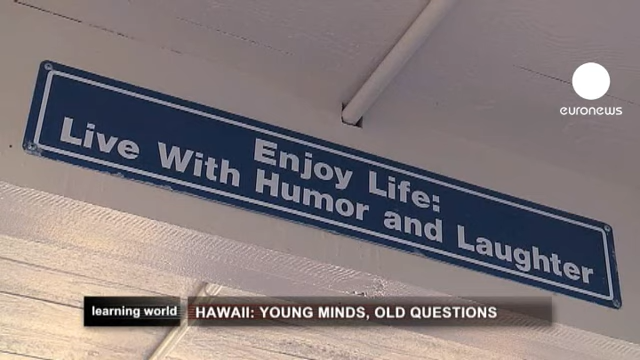 euronews
Enjoy Life:
Live With Humor and Laughter
learning world
HAWAII: YOUNG MINDS, OLD QUESTIONS